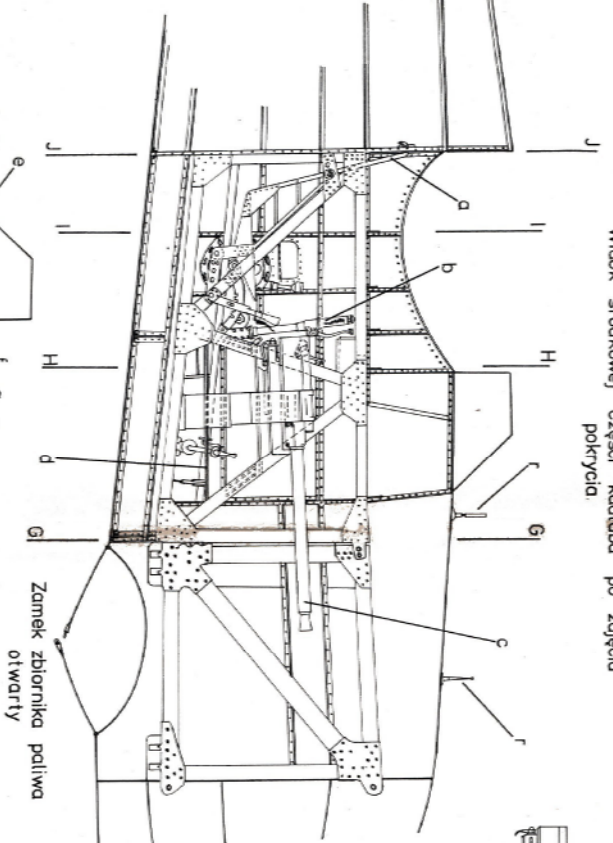 Widok środkowej części kadłuba po zdjęciu
pokrycia.
J
I
H
G
J
I
H
G
a
b
c
d
e
f
r
r
Zamek zbiornika paliwa
otwarty